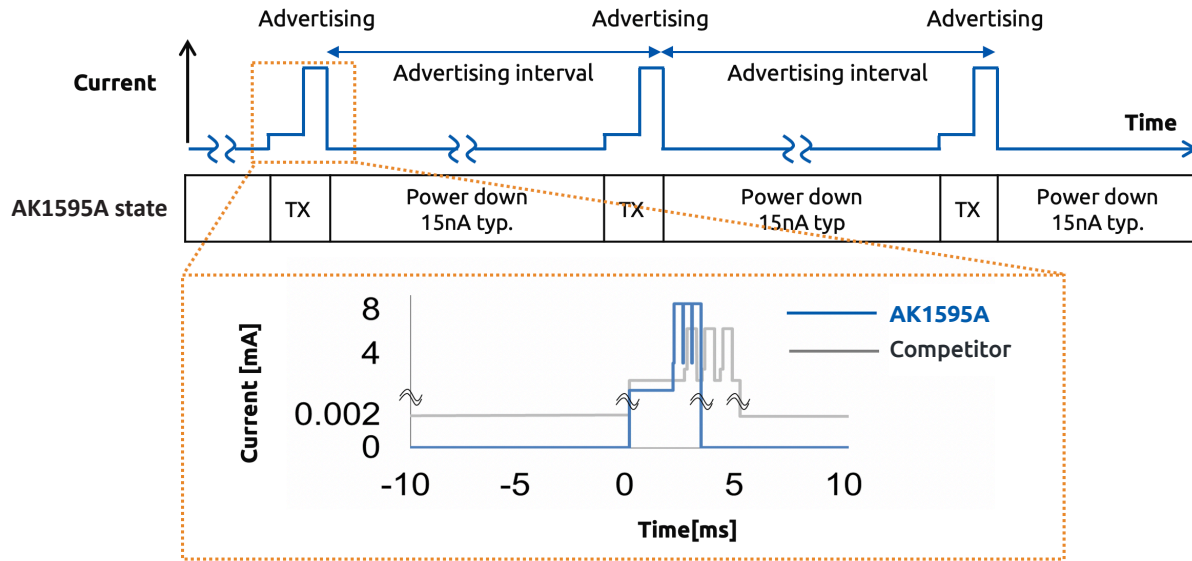 Advertising Advertising Advertising
Current
Advertising interval Advertising interval
Time
AK1595A state
TX
Power down
15nA typ.
TX
Power down
15nA typ
TX
Power down
15nA typ.
Current [mA]
8
4
0.002
0
AK1595A
Competitor
-10 -5 0 5 10
Time[ms]